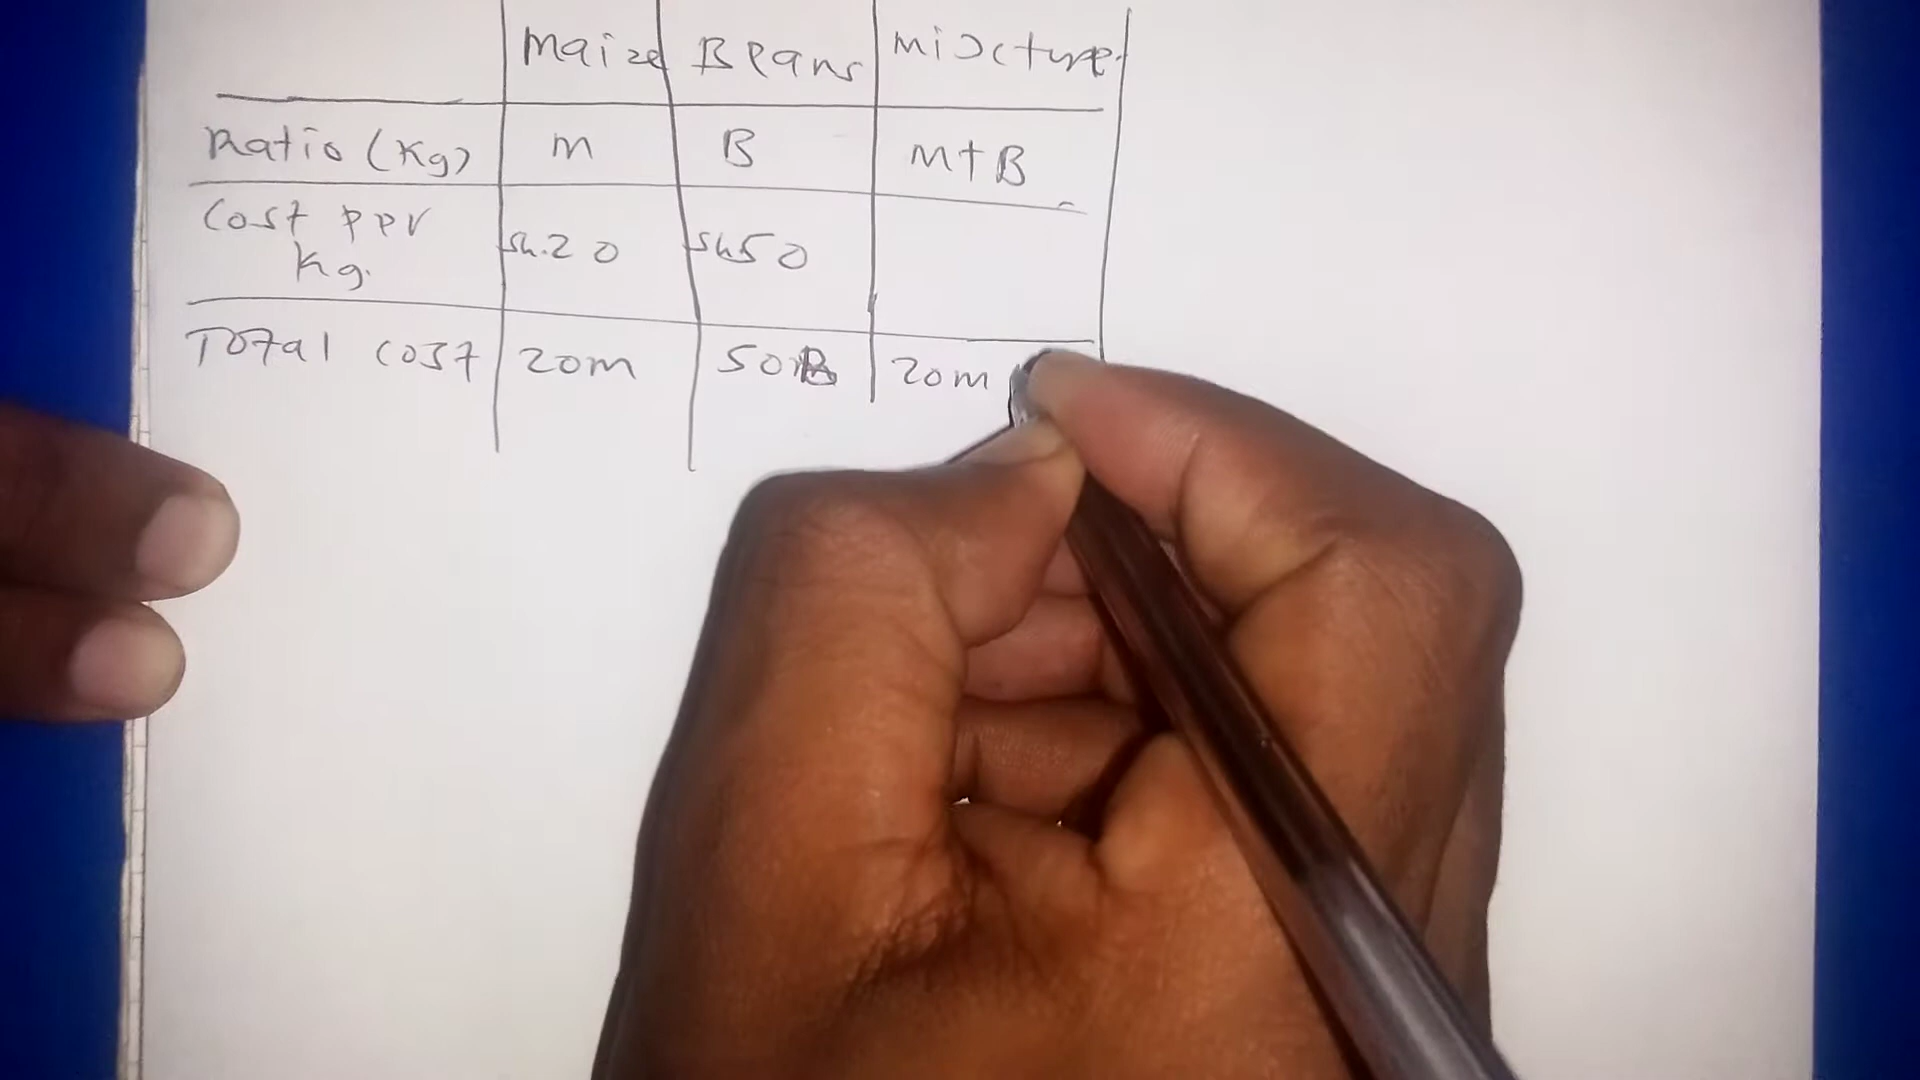 Maize Beans Mixture
Ratio (Kg) M B M+B
Cost per sh.20 sh50
Kg.
Total cost 20m 50B 20m